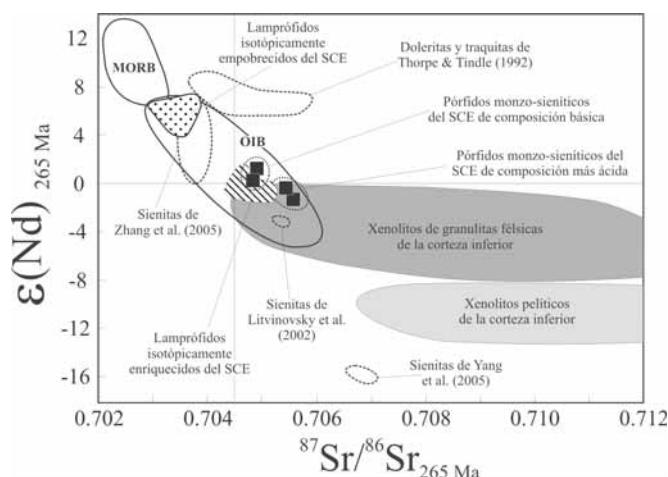 12
8
4
0
-4
-8
-12
-16
ε(Nd) 265 Ma
MORB
Lamprófidos
isotópicamente
empobrecidos del SCE
Doleritas y traquitas de
Thorpe & Tindle (1992)
OIB
Pórfidos monzo-sieníticos
del SCE de composición básica
Pórfidos monzo-sieníticos del
SCE de composición más ácida
Sienitas de
Zhang et al. (2005)
Xenolitos de granulitas félsicas
de la corteza inferior
Sienitas de
Litvinovsky et al.
(2002)
Xenolitos pelíticos
de la corteza inferior
Lamprófidos
isotópicamente
enriquecidos del SCE
Sienitas de Yang
et al. (2005)
0.702 0.704 0.706 0.708 0.710 0.712
⁸⁷Sr/⁸⁶Sr 265 Ma